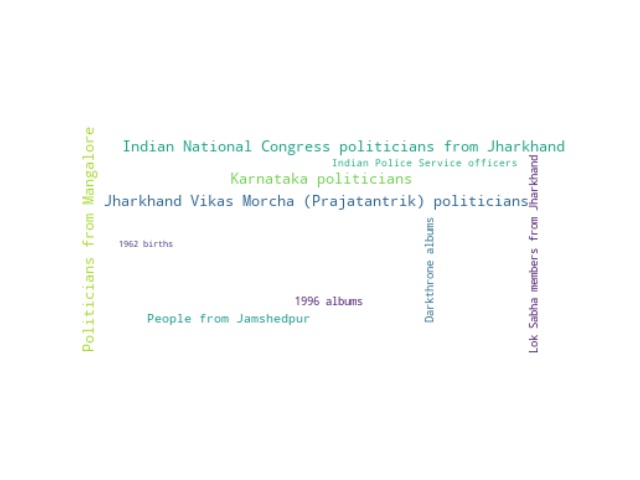 Politicians from Mangalore
Indian National Congress politicians from Jharkhand
Indian Police Service officers
Karnataka politicians
Jharkhand Vikas Morcha (Prajatantrik) politicians
Lok Sabha members from Jharkhand
Darkthrone albums
1962 births
1996 albums
People from Jamshedpur